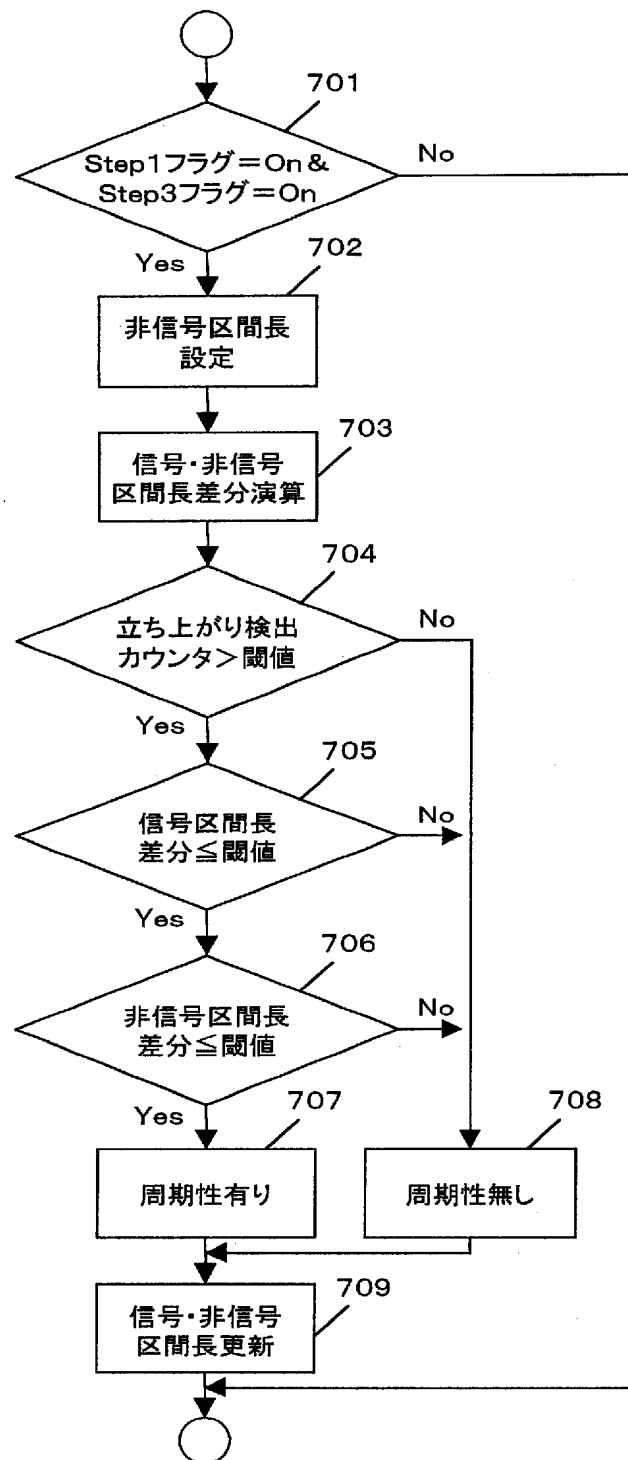 701
Step1フラグ=On &
Step3フラグ=On
No
Yes
702
非信号区間長
設定
703
信号・非信号
区間長差分演算
704
立ち上がり検出
カウンタ>閾値
No
Yes
705
信号区間長
差分≦閾値
No
Yes
706
非信号区間長
差分≦閾値
No
Yes
707
周期性有り
708
周期性無し
709
信号・非信号
区間長更新